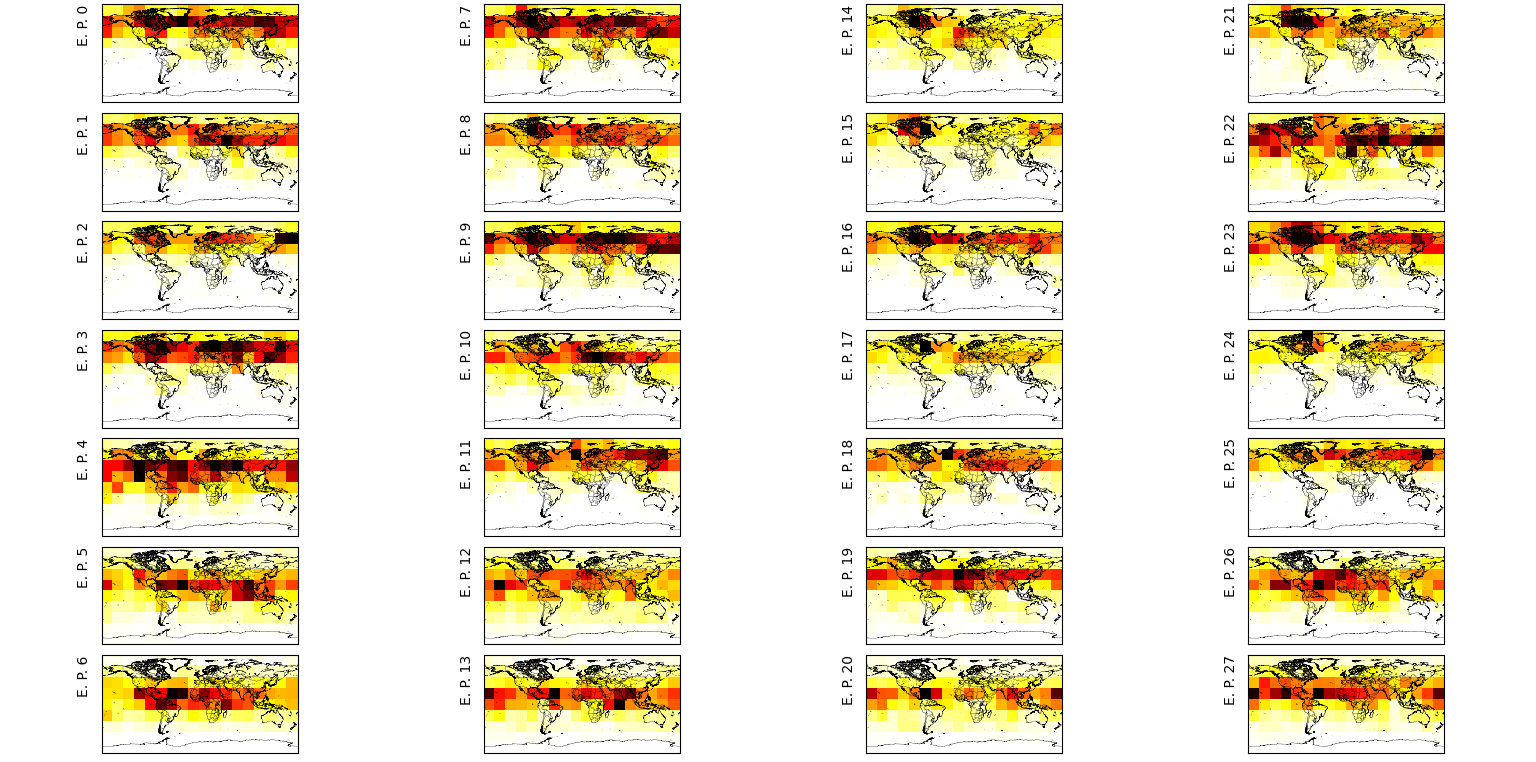 E. P. 0
E. P. 7
E. P. 14
E. P. 21
E. P. 1
E. P. 8
E. P. 15
E. P. 22
E. P. 2
E. P. 9
E. P. 16
E. P. 23
E. P. 3
E. P. 10
E. P. 17
E. P. 24
E. P. 4
E. P. 11
E. P. 18
E. P. 25
E. P. 5
E. P. 12
E. P. 19
E. P. 26
E. P. 6
E. P. 13
E. P. 20
E. P. 27